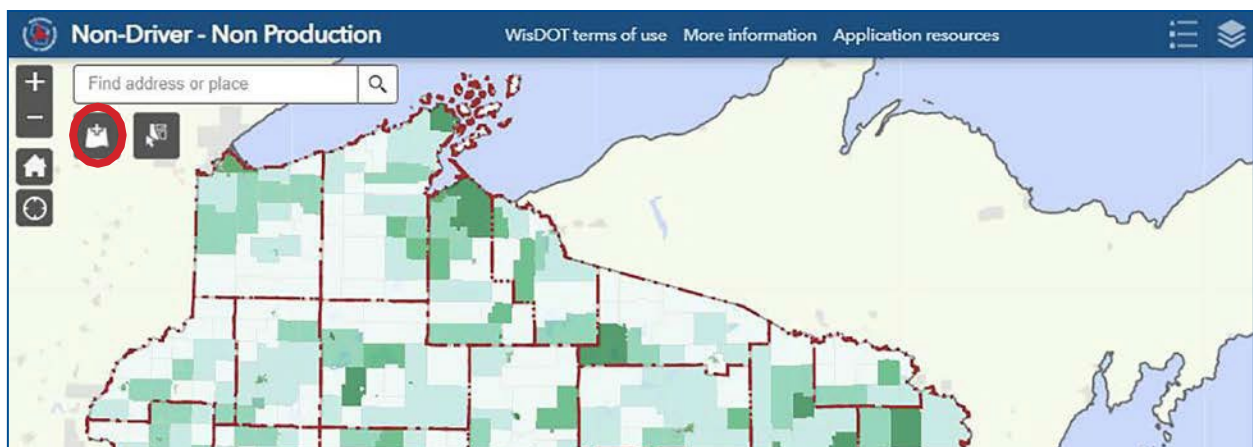 Non-Driver - Non Production
WisDOT terms of use More information Application resources
Find address or place